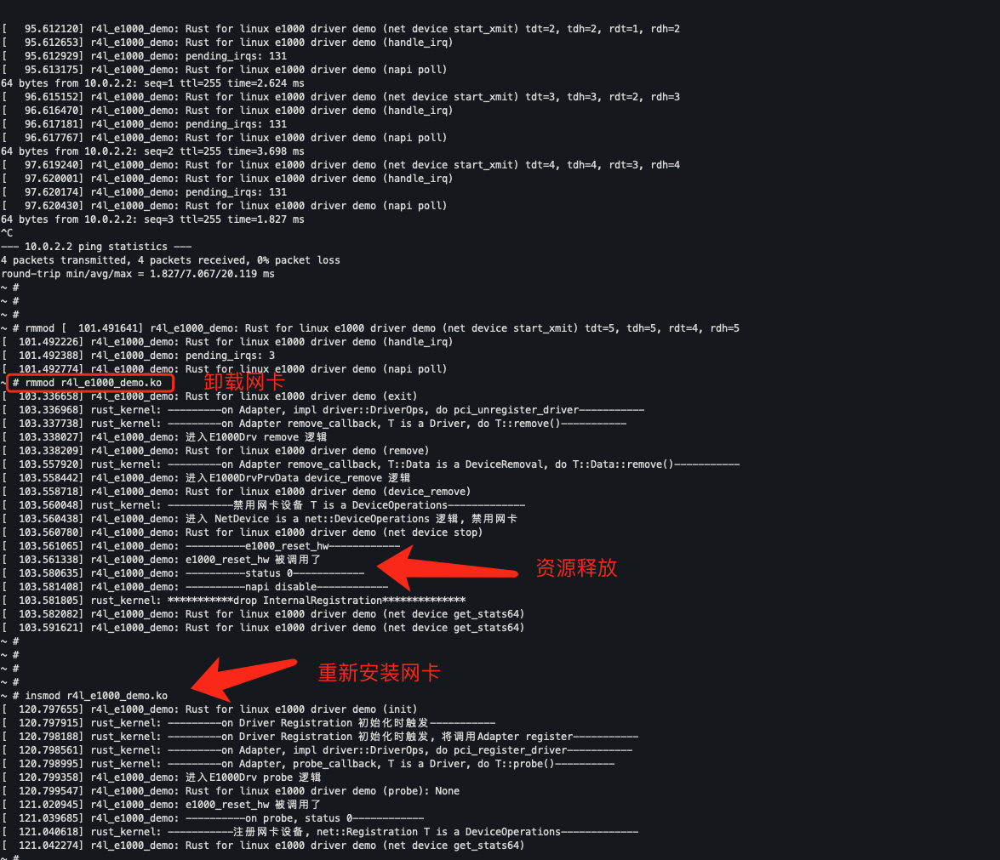 [   95.612120] r4l_e1000_demo: Rust for linux e1000 driver demo (net device start_xmit) tdt=2, tdh=2, rdt=1, rdh=2
[   95.612653] r4l_e1000_demo: Rust for linux e1000 driver demo (handle_irq)
[   95.612929] r4l_e1000_demo: pending_irqs: 131
[   95.613175] r4l_e1000_demo: Rust for linux e1000 driver demo (napi poll)
64 bytes from 10.0.2.2: seq=1 ttl=255 time=2.624 ms
[   96.615152] r4l_e1000_demo: Rust for linux e1000 driver demo (net device start_xmit) tdt=3, tdh=3, rdt=2, rdh=3
[   96.616470] r4l_e1000_demo: Rust for linux e1000 driver demo (handle_irq)
[   96.617181] r4l_e1000_demo: pending_irqs: 131
[   96.617767] r4l_e1000_demo: Rust for linux e1000 driver demo (napi poll)
64 bytes from 10.0.2.2: seq=2 ttl=255 time=3.698 ms
[   97.619240] r4l_e1000_demo: Rust for linux e1000 driver demo (net device start_xmit) tdt=4, tdh=4, rdt=3, rdh=4
[   97.620001] r4l_e1000_demo: Rust for linux e1000 driver demo (handle_irq)
[   97.620174] r4l_e1000_demo: pending_irqs: 131
[   97.620430] r4l_e1000_demo: Rust for linux e1000 driver demo (napi poll)
64 bytes from 10.0.2.2: seq=3 ttl=255 time=1.827 ms
^C
--- 10.0.2.2 ping statistics ---
4 packets transmitted, 4 packets received, 0% packet loss
round-trip min/avg/max = 1.827/7.067/20.119 ms
~ #
~ #
~ #
~ # rmmod [  101.491641] r4l_e1000_demo: Rust for linux e1000 driver demo (net device start_xmit) tdt=5, tdh=5, rdt=4, rdh=5
[  101.492226] r4l_e1000_demo: Rust for linux e1000 driver demo (handle_irq)
[  101.492388] r4l_e1000_demo: pending_irqs: 3
[  101.492774] r4l_e1000_demo: Rust for linux e1000 driver demo (napi poll)
~ # rmmod r4l_e1000_demo.ko
卸载网卡
[  103.336658] r4l_e1000_demo: Rust for linux e1000 driver demo (exit)
[  103.336968] rust_kernel: ---------on Adapter, impl driver::DriverOps, do pci_unregister_driver-----------
[  103.337738] rust_kernel: ---------on Adapter remove_callback, T is a Driver, do T::remove()-----------
[  103.338027] r4l_e1000_demo: 进入E1000Drv remove 逻辑
[  103.338209] r4l_e1000_demo: Rust for linux e1000 driver demo (remove)
[  103.557920] rust_kernel: ---------on Adapter remove_callback, T::Data is a DeviceRemoval, do T::Data::remove()-----------
[  103.558442] r4l_e1000_demo: 进入E1000DrvPrvData device_remove 逻辑
[  103.558718] r4l_e1000_demo: Rust for linux e1000 driver demo (device_remove)
[  103.560048] rust_kernel: -----------禁用网卡设备 T is a DeviceOperations-------------
[  103.560438] r4l_e1000_demo: 进入 NetDevice is a net::DeviceOperations 逻辑, 禁用网卡
[  103.560780] r4l_e1000_demo: Rust for linux e1000 driver demo (net device stop)
[  103.561065] r4l_e1000_demo: ----------e1000_reset_hw------------
[  103.561338] r4l_e1000_demo: e1000_reset_hw 被调用了
资源释放
[  103.580635] r4l_e1000_demo: ----------status 0------------
[  103.581408] r4l_e1000_demo: ----------napi disable------------
[  103.581805] rust_kernel: ***********drop InternalRegistration**************
[  103.582082] r4l_e1000_demo: Rust for linux e1000 driver demo (net device get_stats64)
[  103.591621] r4l_e1000_demo: Rust for linux e1000 driver demo (net device get_stats64)
~ #
~ #
~ #
重新安装网卡
~ #
~ # insmod r4l_e1000_demo.ko
[  120.797655] r4l_e1000_demo: Rust for linux e1000 driver demo (init)
[  120.797915] rust_kernel: ---------on Driver Registration 初始化时触发-----------
[  120.798188] rust_kernel: ---------on Driver Registration 初始化时触发, 将调用Adapter register-----------
[  120.798561] rust_kernel: ---------on Adapter, impl driver::DriverOps, do pci_register_driver-----------
[  120.798995] rust_kernel: ---------on Adapter, probe_callback, T is a Driver, do T::probe()----------
[  120.799358] r4l_e1000_demo: 进入E1000Drv probe 逻辑
[  120.799547] r4l_e1000_demo: Rust for linux e1000 driver demo (probe): None
[  121.020945] r4l_e1000_demo: e1000_reset_hw 被调用了
[  121.039685] r4l_e1000_demo: ----------on probe, status 0------------
[  121.040618] rust_kernel: -----------注册网卡设备, net::Registration T is a DeviceOperations-------------
[  121.042274] r4l_e1000_demo: Rust for linux e1000 driver demo (net device get_stats64)
~ #